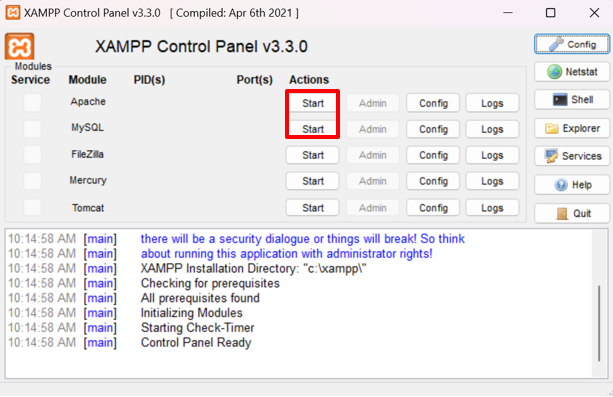 XAMPP Control Panel v3.3.0 [ Compiled: Apr 6th 2021 ]
XAMPP Control Panel v3.3.0
Config
Modules
Service Module PID(s) Port(s) Actions
Netstat
Apache Start Admin Config Logs
Shell
MySQL Start Admin Config Logs
Explorer
FileZilla Start Admin Config Logs
Services
Mercury Start Admin Config Logs
Help
Tomcat Start Admin Config Logs
Quit
10:14:58 AM [main] there will be a security dialogue or things will break! So think
10:14:58 AM [main] about running this application with administrator rights!
10:14:58 AM [main] XAMPP Installation Directory: "c:\xampp\"
10:14:58 AM [main] Checking for prerequisites
10:14:58 AM [main] All prerequisites found
10:14:58 AM [main] Initializing Modules
10:14:58 AM [main] Starting Check-Timer
10:14:58 AM [main] Control Panel Ready